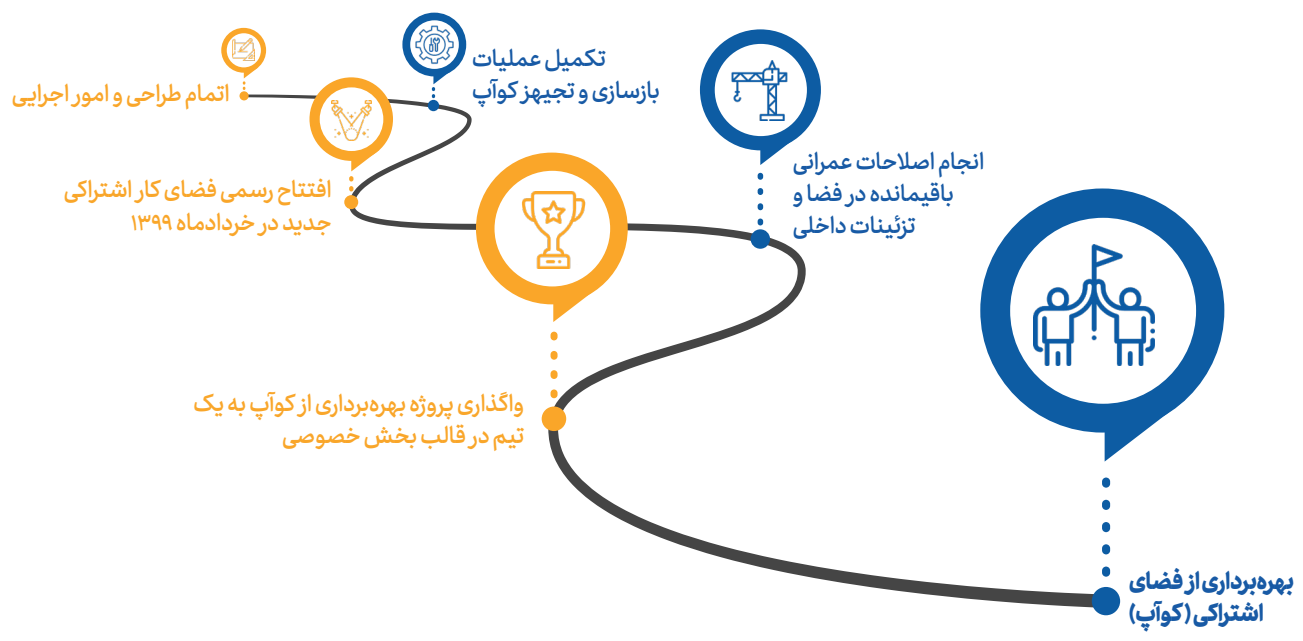 اتمام طراحی و امور اجرایی
تکمیل عملیات
بازسازی و تجیهز کوآپ
افتتاح رسمی فضای کار اشتراکی
جدید در خردادماه ۱۳۹۹
انجام اصلاحات عمرانی
باقیمانده در فضا و
تزئینات داخلی
واگذاری پروژه بهره‌برداری از کوآپ به یک
تیم در قالب بخش خصوصی
بهره‌برداری از فضای
اشتراکی (کوآپ)